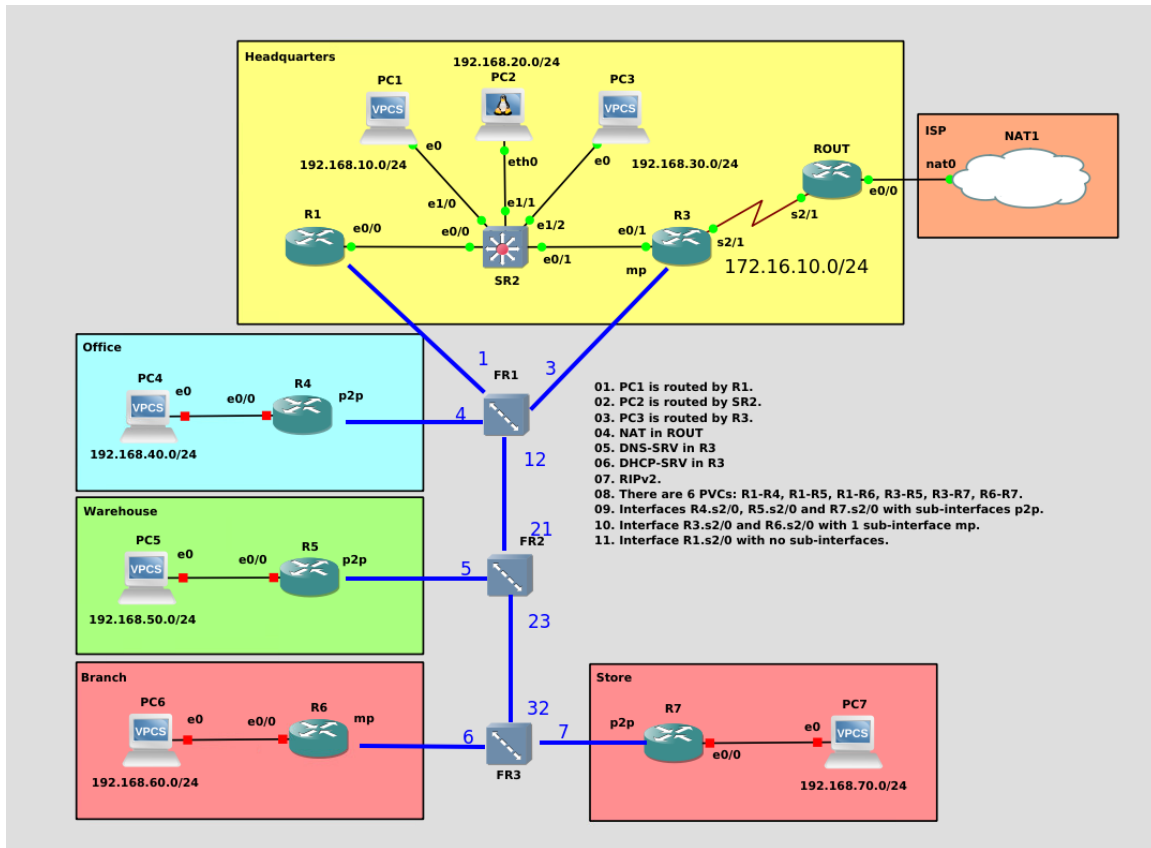 Headquarters
192.168.20.0/24
PC1
PC2
PC3
VPCS
VPCS
e0
eth0
e0
192.168.10.0/24
192.168.30.0/24
e1/0
e1/1
e1/2
R1
e0/0
e0/0
SR2
e0/1
e0/1
R3
mp
s2/1
172.16.10.0/24
ROUT
s2/1
e0/0
ISP
NAT1
nat0
Office
PC4
VPCS
e0
e0/0
R4
p2p
192.168.40.0/24
1
3
FR1
4
12
01. PC1 is routed by R1.
02. PC2 is routed by SR2.
03. PC3 is routed by R3.
04. NAT in ROUT
05. DNS-SRV in R3
06. DHCP-SRV in R3
07. RIPv2.
08. There are 6 PVCs: R1-R4, R1-R5, R1-R6, R3-R5, R3-R7, R6-R7.
09. Interfaces R4.s2/0, R5.s2/0 and R7.s2/0 with sub-interfaces p2p.
10. Interface R3.s2/0 and R6.s2/0 with 1 sub-interface mp.
11. Interface R1.s2/0 with no sub-interfaces.
Warehouse
PC5
VPCS
e0
e0/0
R5
p2p
192.168.50.0/24
21
FR2
5
23
Branch
PC6
VPCS
e0
e0/0
R6
mp
192.168.60.0/24
32
6
7
FR3
Store
p2p
R7
e0/0
e0
PC7
VPCS
192.168.70.0/24